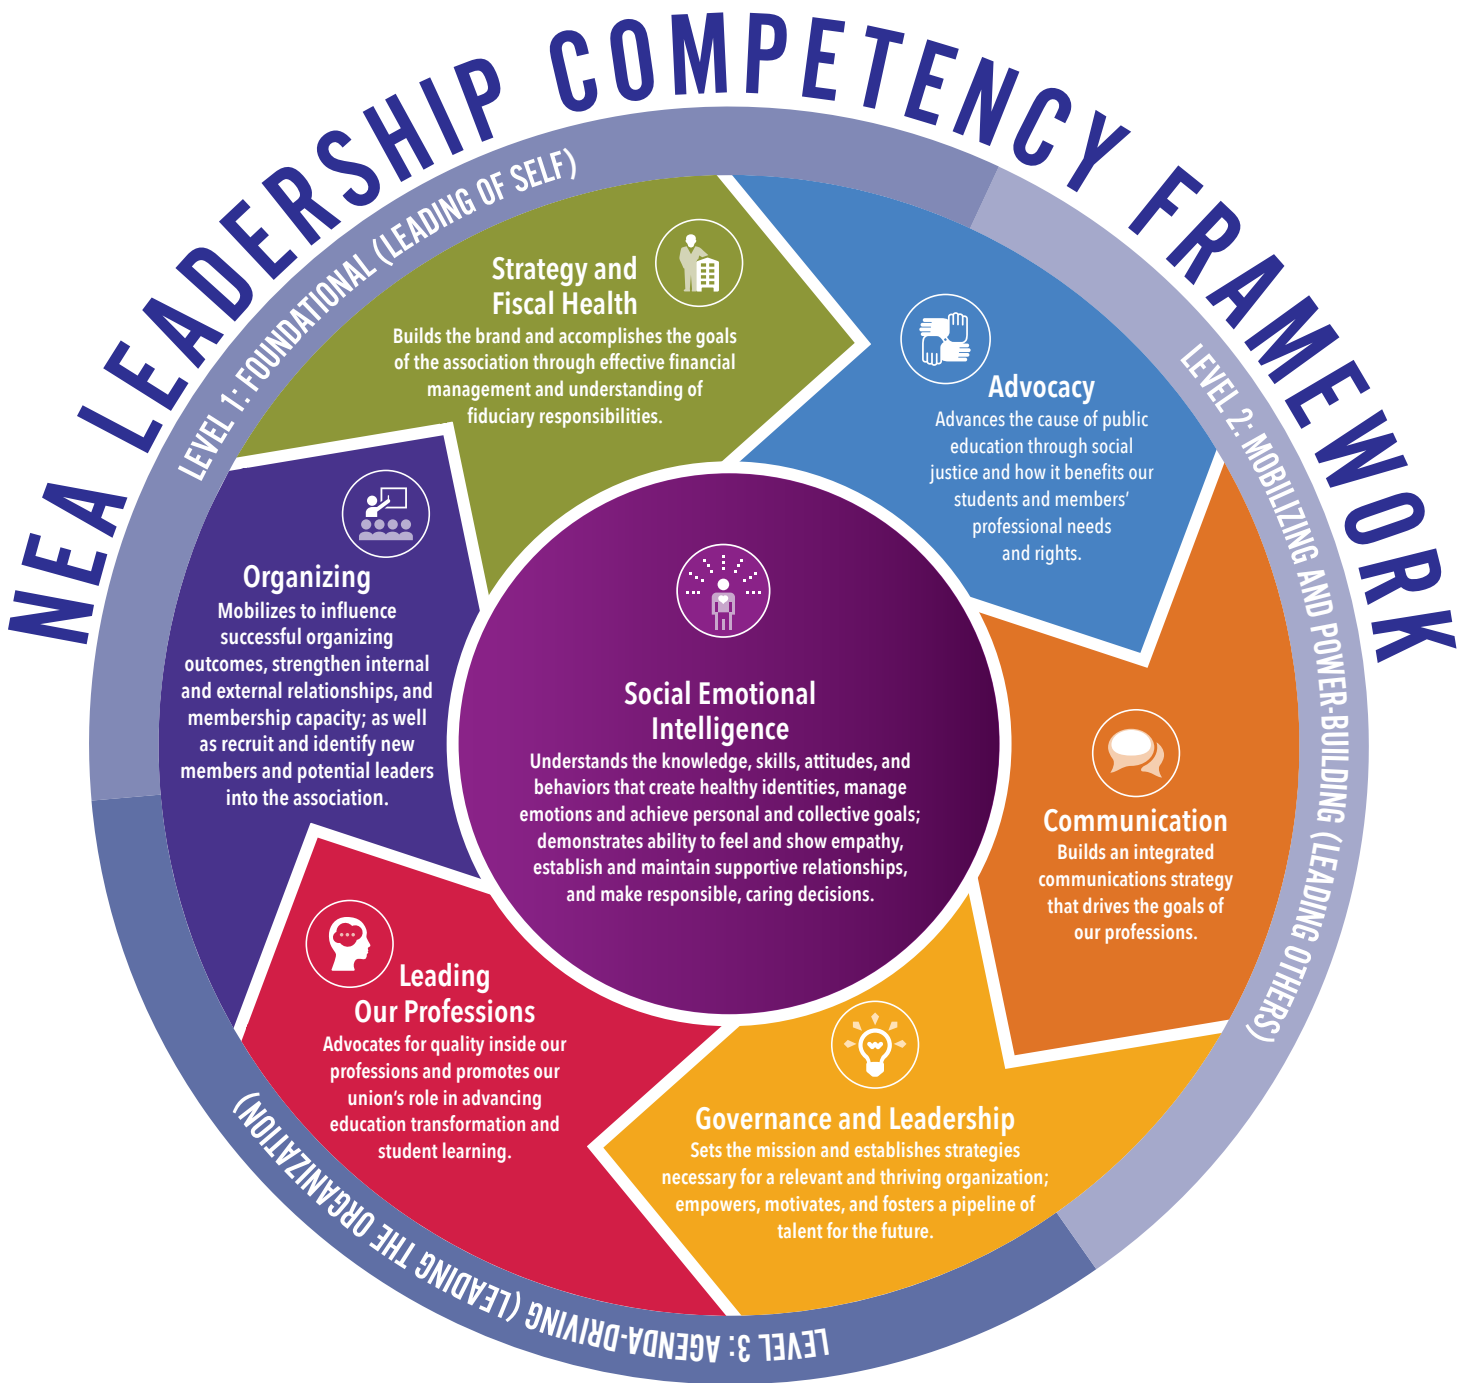 NEA LEADERSHIP COMPETENCY FRAMEWORK
LEVEL 1: FOUNDATIONAL (LEADING OF SELF)
LEVEL 2: MOBILIZING AND POWER-BUILDING (LEADING OTHERS)
LEVEL 3: AGENDA-DRIVING (LEADING THE ORGANIZATION)
Strategy and
Fiscal Health
Builds the brand and accomplishes the goals
of the association through effective financial
management and understanding of
fiduciary responsibilities.
Advocacy
Advances the cause of public
education through social
justice and how it benefits our
students and members’
professional needs
and rights.
Communication
Builds an integrated
communications strategy
that drives the goals of
our professions.
Governance and Leadership
Sets the mission and establishes strategies
necessary for a relevant and thriving organization;
empowers, motivates, and fosters a pipeline of
talent for the future.
Leading
Our Professions
Advocates for quality inside our
professions and promotes our
union’s role in advancing
education transformation and
student learning.
Organizing
Mobilizes to influence
successful organizing
outcomes, strengthen internal
and external relationships, and
membership capacity; as well
as recruit and identify new
members and potential leaders
into the association.
Social Emotional
Intelligence
Understands the knowledge, skills, attitudes, and
behaviors that create healthy identities, manage
emotions and achieve personal and collective goals;
demonstrates ability to feel and show empathy,
establish and maintain supportive relationships,
and make responsible, caring decisions.